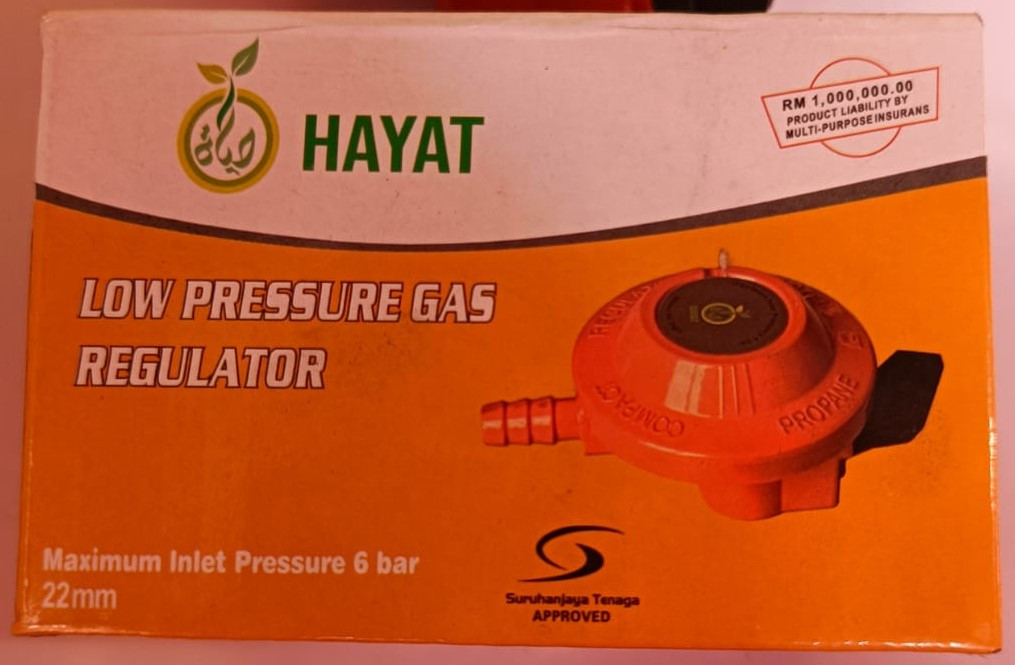 حياة
HAYAT
RM 1,000,000.00
PRODUCT LIABILITY BY
MULTI-PURPOSE INSURANS
LOW PRESSURE GAS
REGULATOR
COMPACT
PROPANE
Maximum Inlet Pressure 6 bar
22mm
Suruhanjaya Tenaga
APPROVED